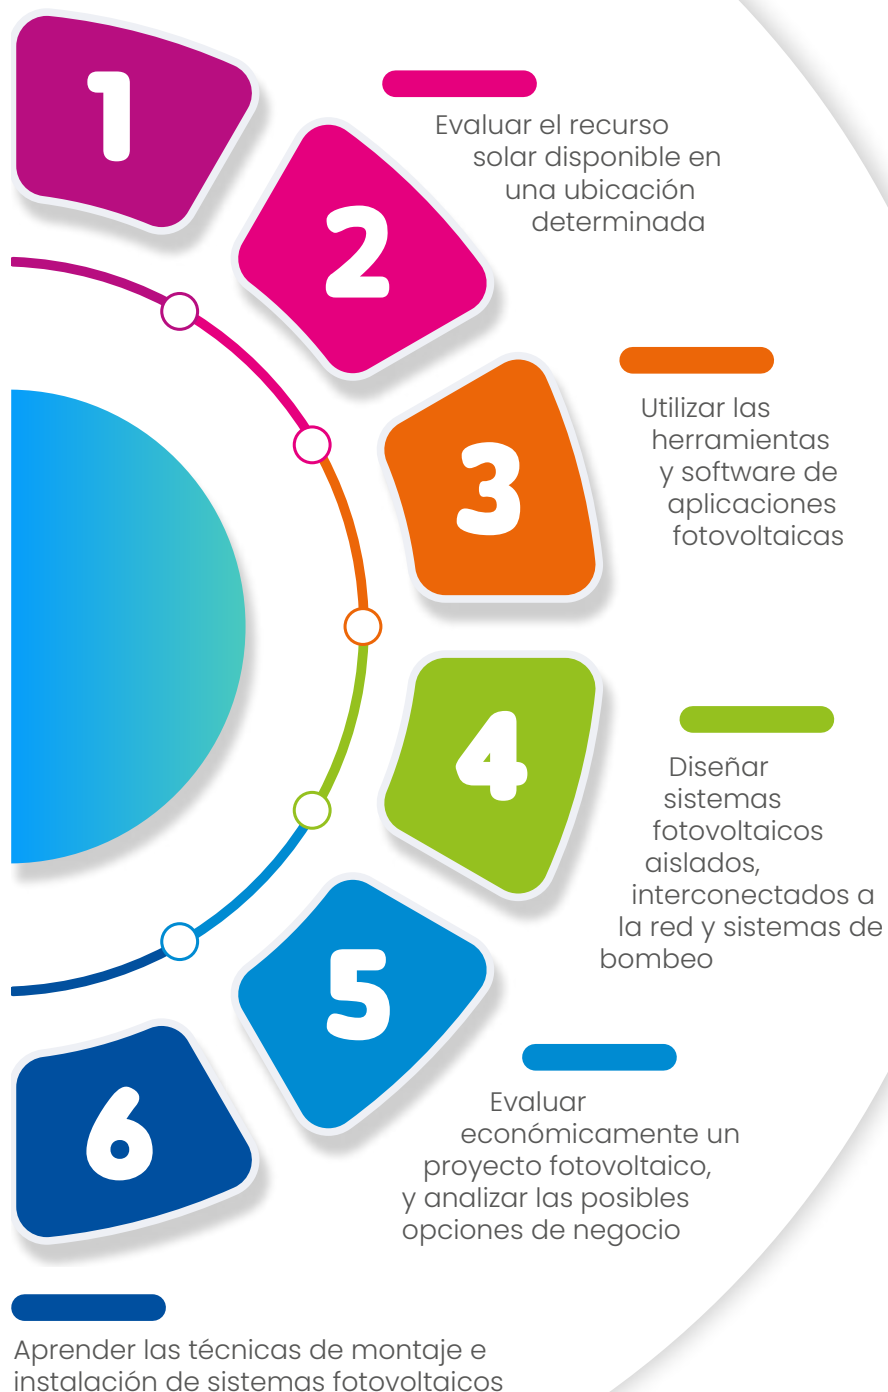 1
2
Evaluar el recurso
solar disponible en
una ubicación
determinada
3
Utilizar las
herramientas
y software de
aplicaciones
fotovoltaicas
4
Diseñar
sistemas
fotovoltaicos
aislados,
interconectados a
la red y sistemas de
bombeo
5
Evaluar
económicamente un
proyecto fotovoltaico,
y analizar las posibles
opciones de negocio
6
Aprender las técnicas de montaje e
instalación de sistemas fotovoltaicos